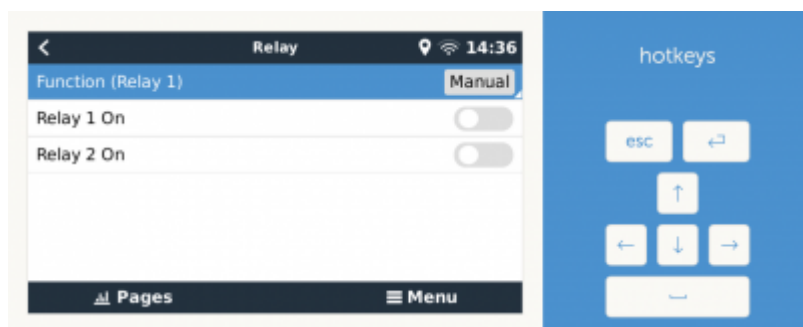 Relay
14:36
hotkeys
Function (Relay 1)
Manual
Relay 1 On
Relay 2 On
esc
Pages
Menu